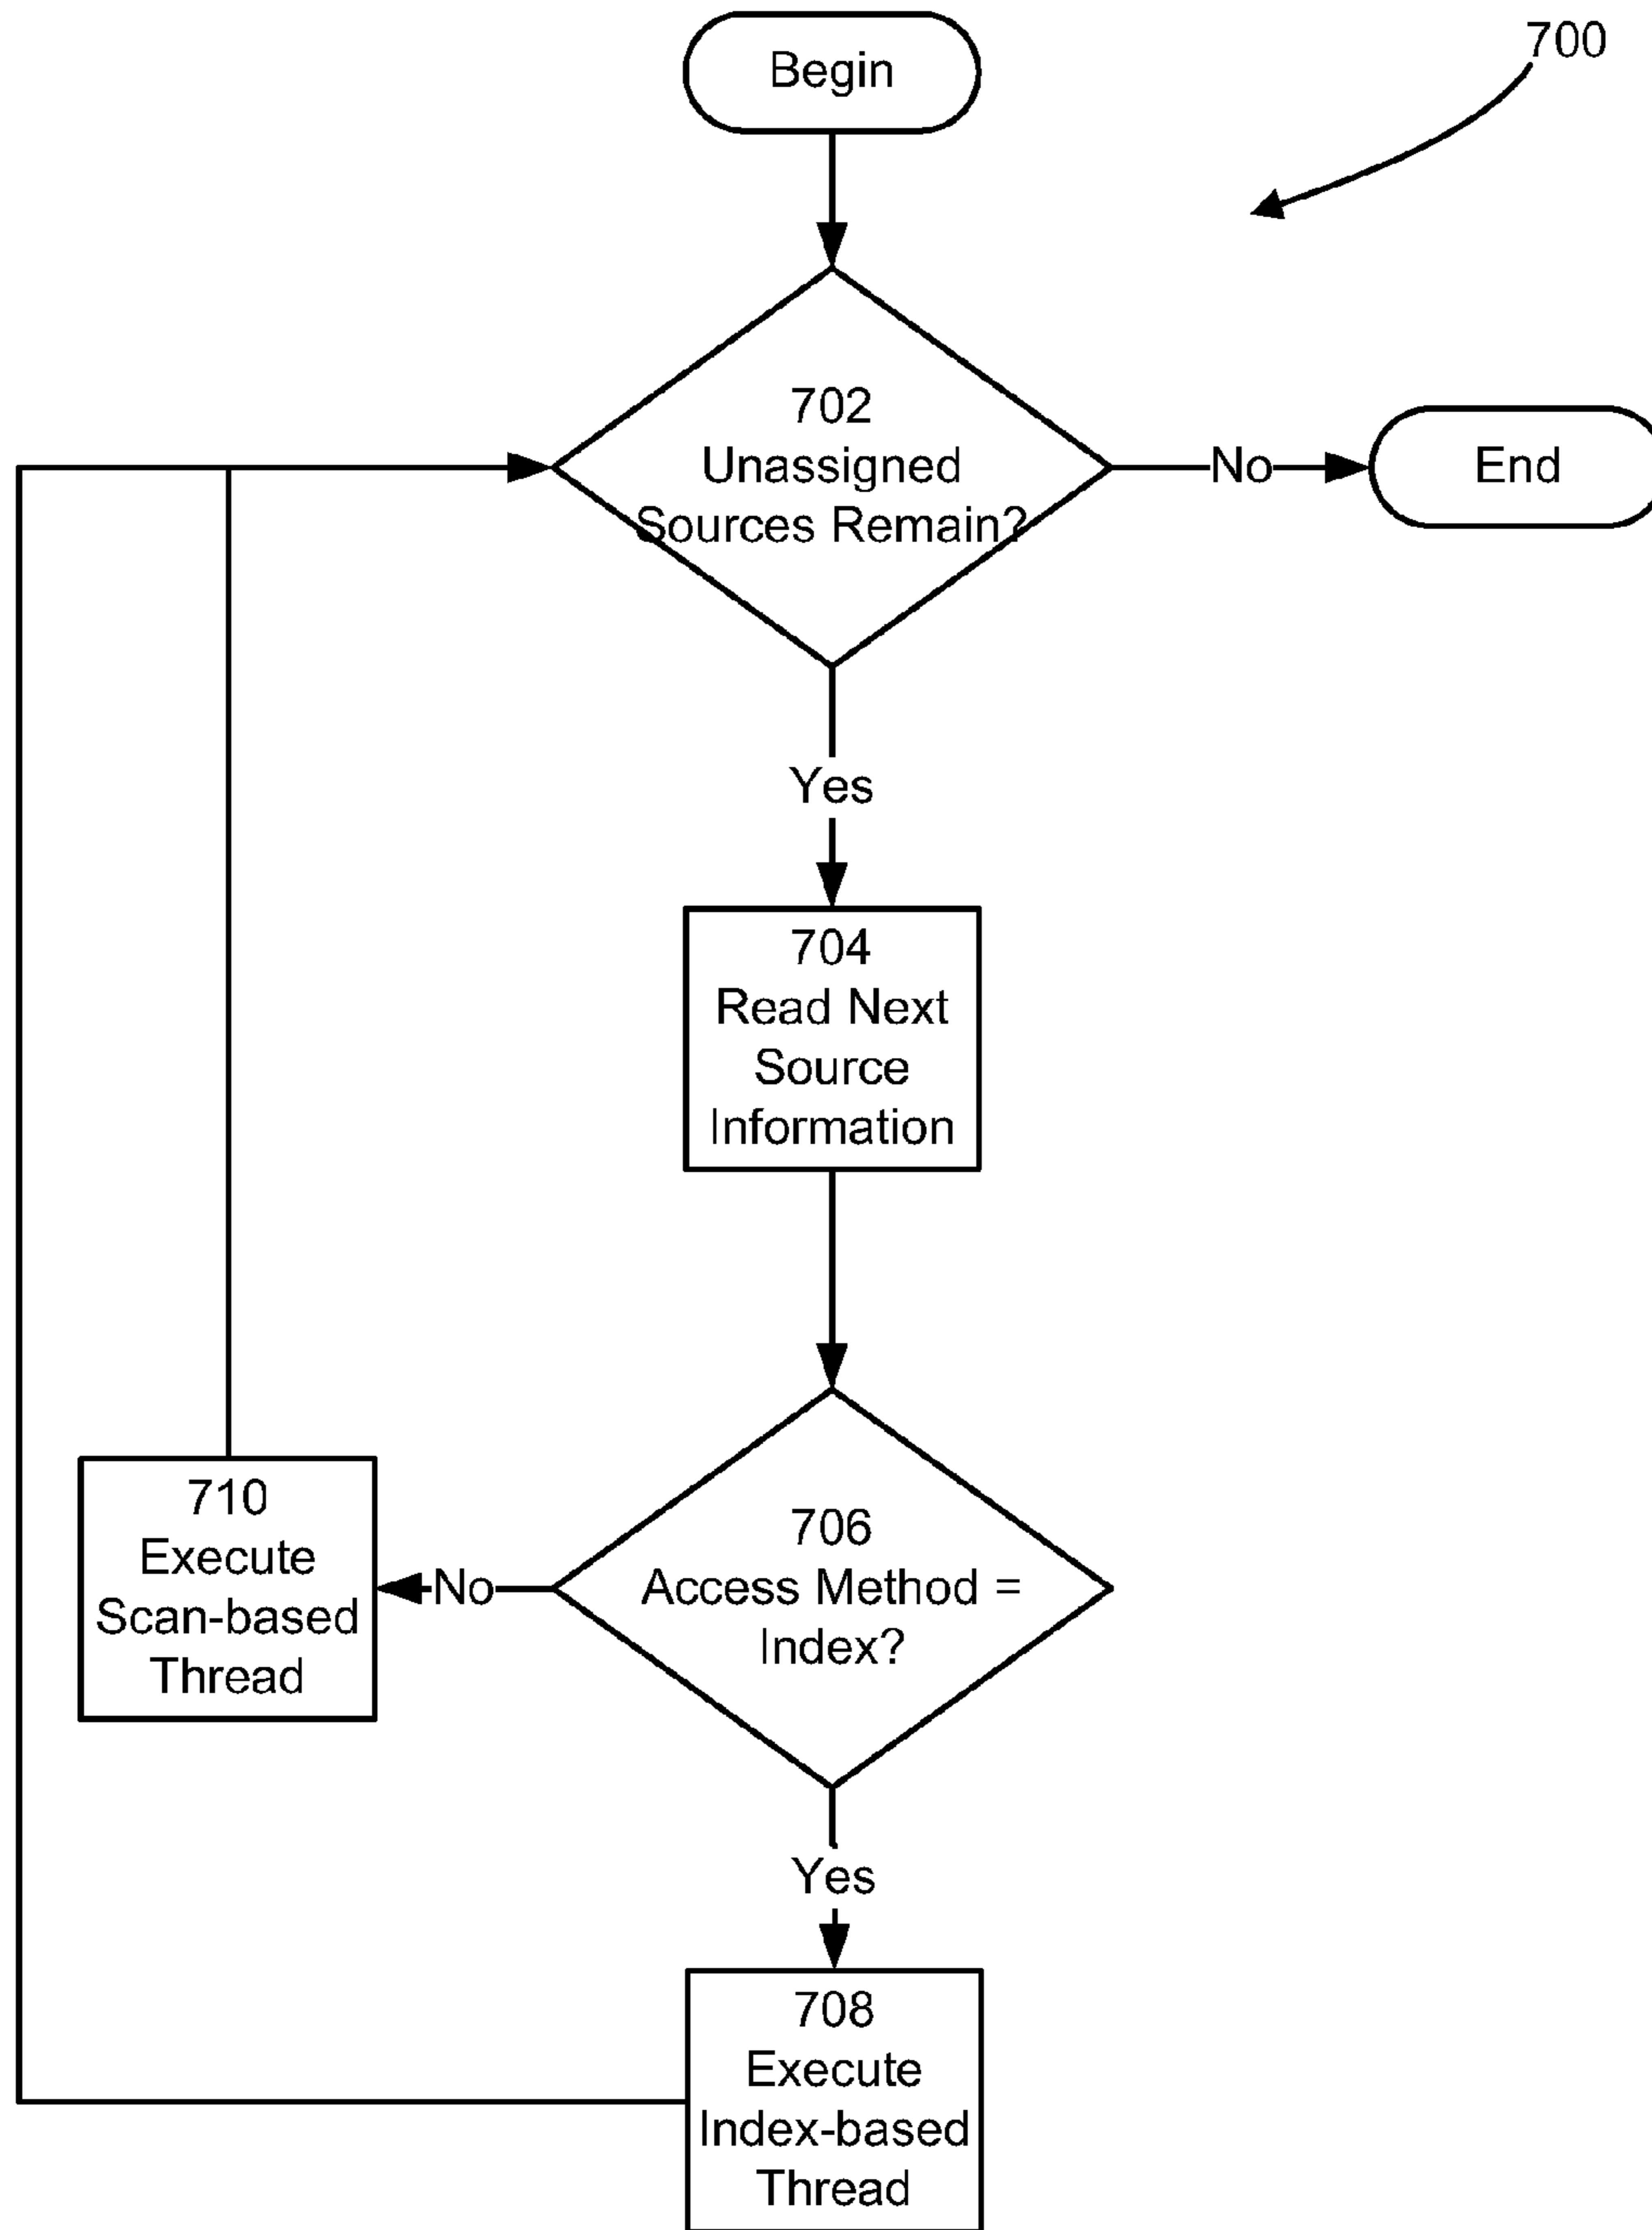 Begin
700
702
Unassigned
Sources Remain?
No
End
Yes
704
Read Next
Source
Information
710
Execute
Scan-based
Thread
No
706
Access Method =
Index?
Yes
708
Execute
Index-based
Thread